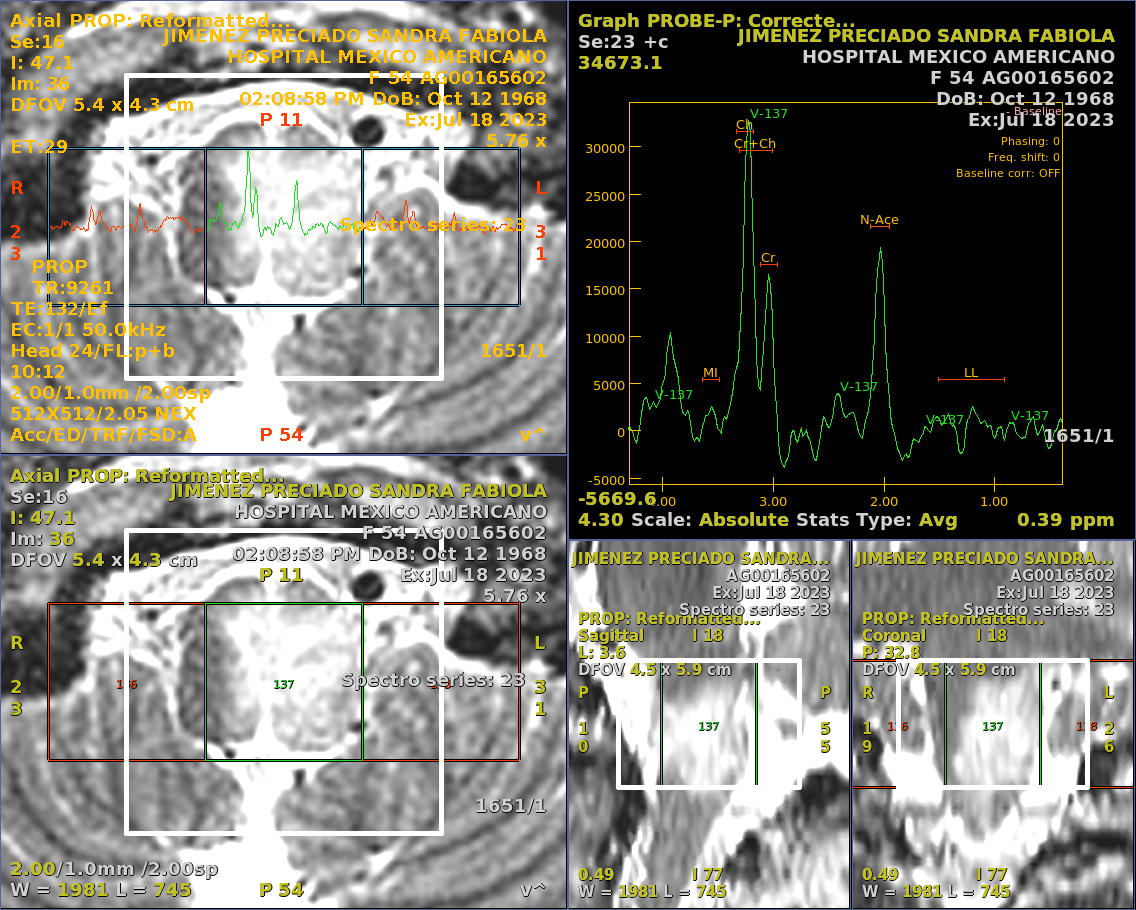 Axial PROP: Reformatted...
JIMENEZ PRECIADO SANDRA FABIOLA
Se:16
HOSPITAL MEXICO AMERICANO
I: 47.1
F 54 AG00165602
Im: 36
DFOV 5.4 x 4.3 cm
02:08:58 PM DoB: Oct 12 1968
P 11
Ex:Jul 18 2023
5.76 x
ET:29
R
L
Spectro series: 23
2
3
3
1
PROP
TR:9261
TE:132/Ef
EC:1/1 50.0kHz
Head 24/FL:p+b
1651/1
10:12
2.00/1.0mm /2.00sp
512X512/2.05 NEX
Acc/ED/TRF/FSD:A
P 54
v^
Graph PROBE-P: Correcte...
JIMENEZ PRECIADO SANDRA FABIOLA
Se:23 +c
HOSPITAL MEXICO AMERICANO
34673.1
F 54 AG00165602
DoB: Oct 12 1968
Ex:Jul 18 2023
- Baseline
V-137
Ch
Cr+Ch
Phasing: 0
Freq. shift: 0
Baseline corr: OFF
30000
25000
N-Ace
20000
Cr
15000
10000
MI
LL
5000
V-137
V-137
V-137
V-137
0
1651/1
-5000
-5669.6
4.00
3.00
2.00
1.00
4.30 Scale: Absolute Stats Type: Avg
0.39 ppm
Axial PROP: Reformatted...
JIMENEZ PRECIADO SANDRA FABIOLA
Se:16
HOSPITAL MEXICO AMERICANO
I: 47.1
F 54 AG00165602
Im: 36
DFOV 5.4 x 4.3 cm
02:08:58 PM DoB: Oct 12 1968
P 11
Ex:Jul 18 2023
5.76 x
R
L
137
Spectro series: 23
2
3
3
1
1651/1
2.00/1.0mm /2.00sp
W = 1981 L = 745
P 54
v^
JIMENEZ PRECIADO SANDRA...
AG00165602
Ex:Jul 18 2023
Spectro series: 23
PROP: Reformatted...
Sagittal
I 18
L: 3.6
DFOV 4.5 x 5.9 cm
P
P
1
0
137
5
5
0.49
I 77
W = 1981 L = 745
JIMENEZ PRECIADO SANDRA...
AG00165602
Ex:Jul 18 2023
Spectro series: 23
PROP: Reformatted...
Coronal
I 18
P: 32.8
DFOV 4.5 x 5.9 cm
R
L
1
9
137
2
6
0.49
I 77
W = 1981 L = 745